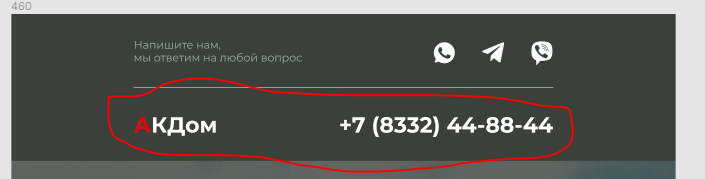 460
Напишите нам,
мы ответим на любой вопрос
АКДом
+7 (8332) 44-88-44